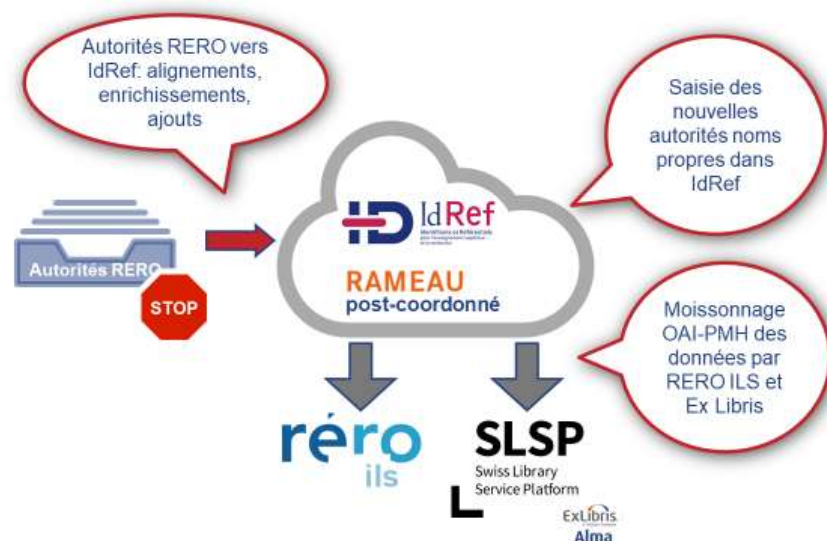 Autorités RERO vers
IdRef: alignements,
enrichissements,
ajouts
Saisie des
nouvelles
autorités noms
propres dans
IdRef
IdRef
Autorités RERO
STOP
RAMEAU
post-coordonné
Moissonnage
OAI-PMH des
données par
RERO ILS et
Ex Libris
réro
ils
SLSP
Swiss Library
Service Platform
ExLibris
Alma